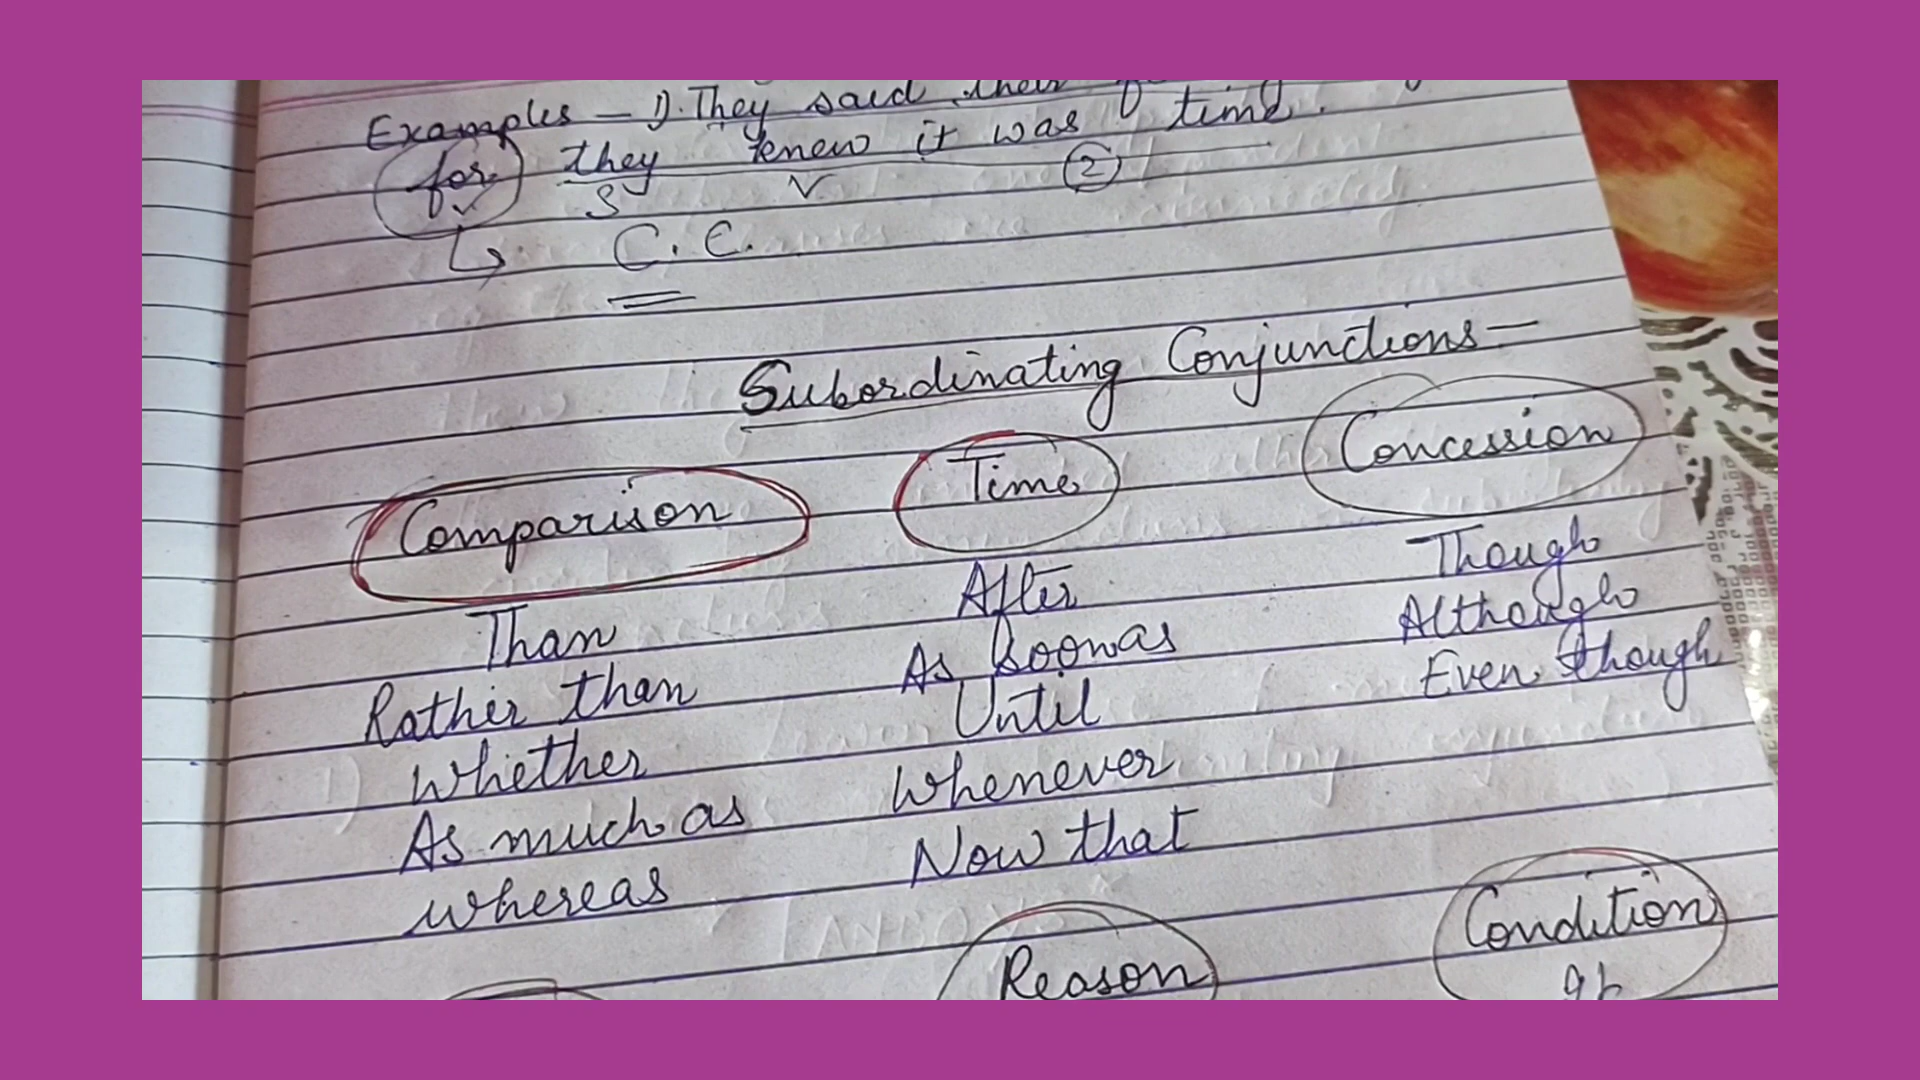 Examples – 1). They said their
for they knew it was time.
S V 2
C.C.
Subordinating Conjunctions –
Comparison Time Concession
Than After Though
Rather than As soon as Although
Whether Until Even though
As much as Whenever
whereas Now that
Reason Condition